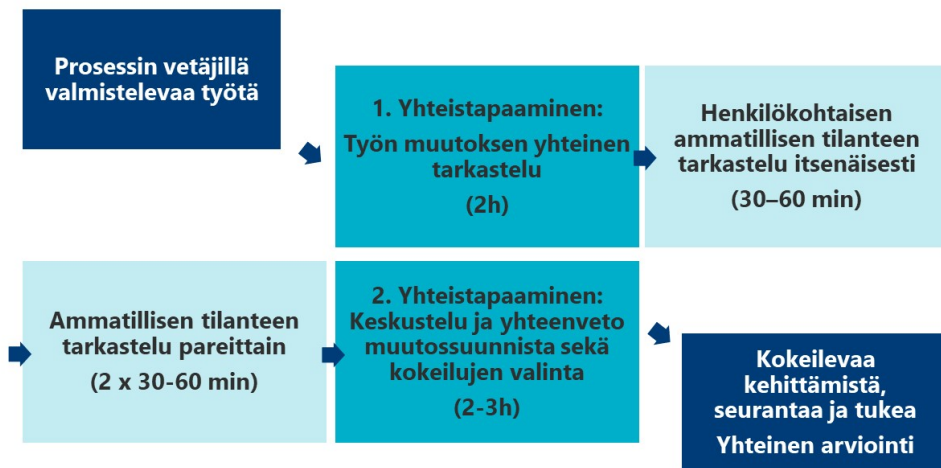 Prosessin vetäjillä
valmistelevaa työtä
1. Yhteistapaaminen:
Työn muutoksen yhteinen
tarkastelu
(2h)
Henkilökohtaisen
ammatillisen tilanteen
tarkastelu itsenäisesti
(30–60 min)
Ammatillisen tilanteen
tarkastelu pareittain
(2 x 30-60 min)
2. Yhteistapaaminen:
Keskustelu ja yhteenveto
muutossuunnista sekä
kokeilujen valinta
(2-3h)
Kokeilevaa
kehittämistä,
seurantaa ja tukea
Yhteinen arviointi